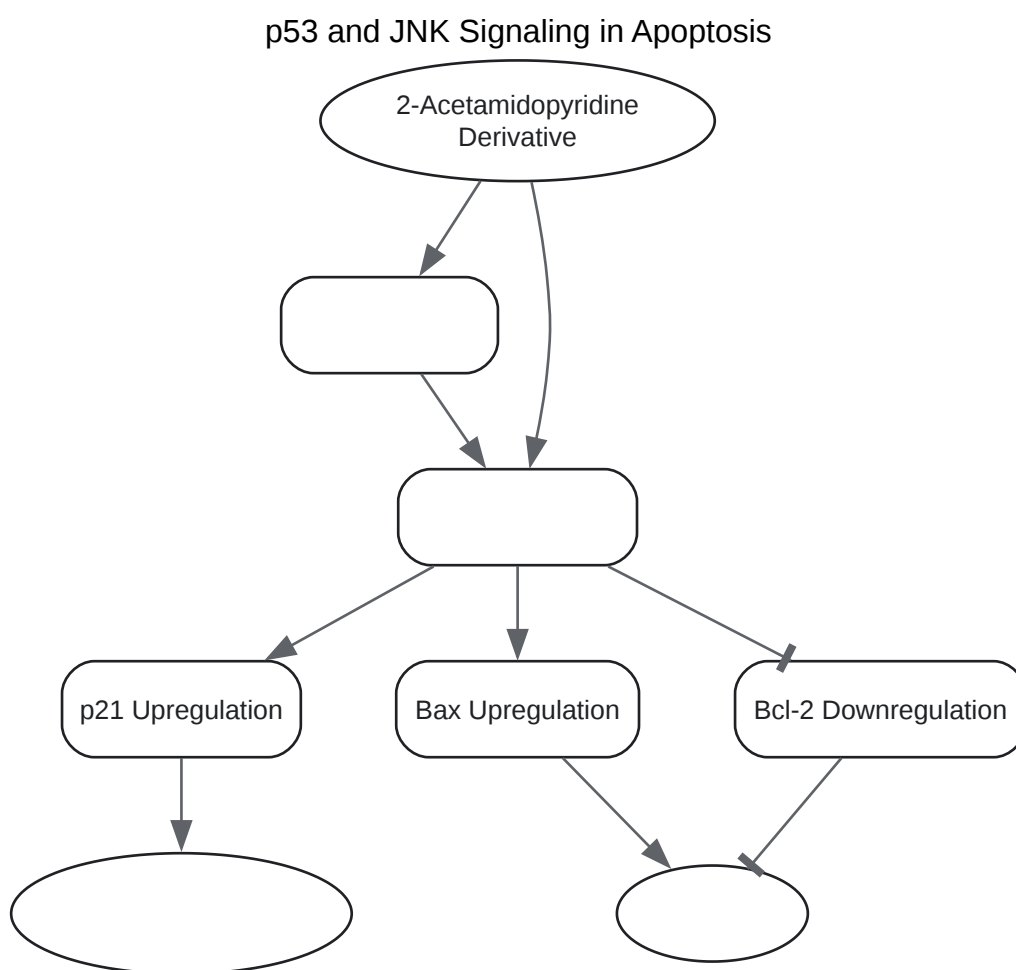 p53 and JNK Signaling in Apoptosis
2-Acetamidopyridine
Derivative
p21 Upregulation
Bax Upregulation
Bcl-2 Downregulation